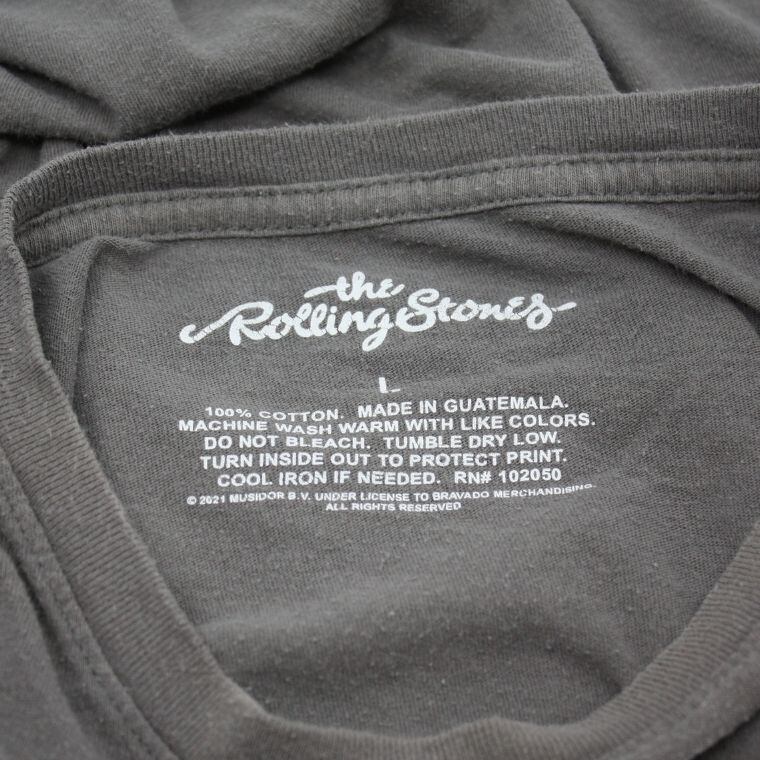 the
Rolling Stones
L
100% COTTON. MADE IN GUATEMALA.
MACHINE WASH WARM WITH LIKE COLORS.
DO NOT BLEACH. TUMBLE DRY LOW.
TURN INSIDE OUT TO PROTECT PRINT.
COOL IRON IF NEEDED. RN# 102050
© 2021 MUSIDOR B.V. UNDER LICENSE TO BRAVADO MERCHANDISING.
ALL RIGHTS RESERVED